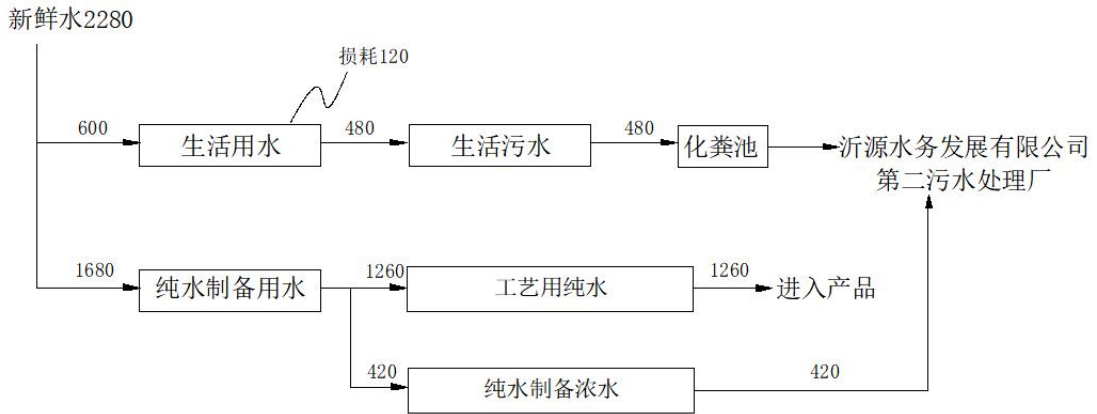 新鲜水2280
损耗120
600
生活用水
480
生活污水
480
化粪池
沂源水务发展有限公司
第二污水处理厂
1680
纯水制备用水
1260
工艺用纯水
1260
进入产品
420
纯水制备浓水
420